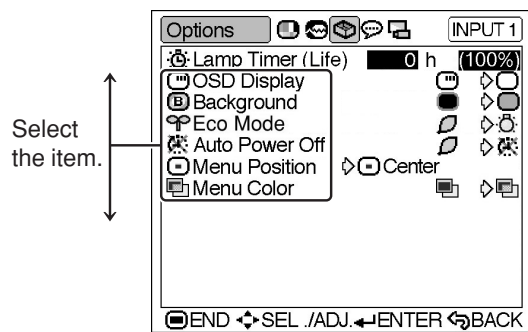 Options INPUT 1
Lamp Timer (Life) 0 h (100%)
OSD Display
B Background
Eco Mode
Auto Power Off
Menu Position Center
Menu Color
Select
the item.
END SEL./ADJ. ENTER BACK